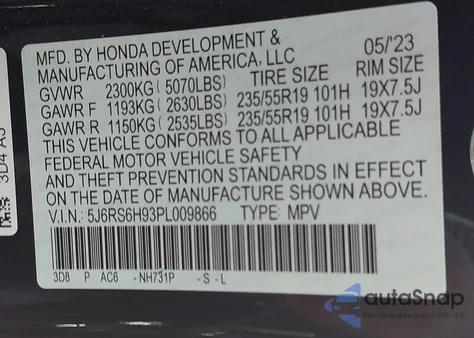 MFD. BY HONDA DEVELOPMENT &
MANUFACTURING OF AMERICA, LLC 05/'23
GVWR 2300KG(5070LBS) TIRE SIZE RIM SIZE
GAWR F 1193KG(2630LBS) 235/55R19 101H 19X7.5J
GAWR R 1150KG(2535LBS) 235/55R19 101H 19X7.5J
THIS VEHICLE CONFORMS TO ALL APPLICABLE
FEDERAL MOTOR VEHICLE SAFETY
AND THEFT PREVENTION STANDARDS IN EFFECT
ON THE DATE OF MANUFACTURE SHOWN ABOVE.
V.I.N: 5J6RS6H93PL009866 TYPE: MPV
3D8 P AC6 -NH731P -S-L
3D4 A3
autoSnap